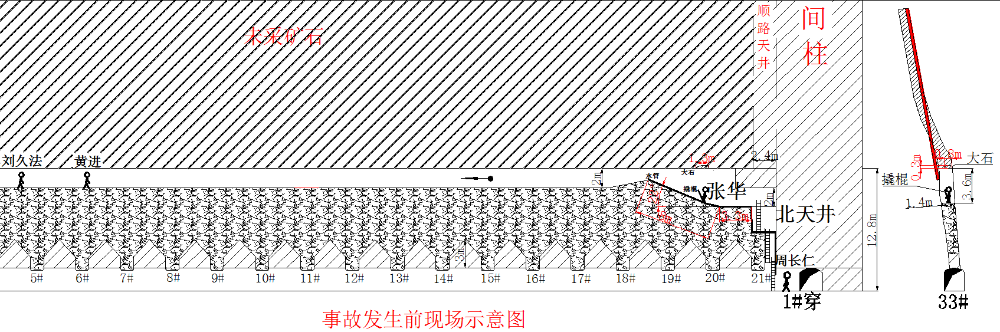 未采矿石
顺路天井
间柱
刘久法
黄进
1.3m
2.4m
2m
水管
大石
撬棍
张华
2m
3.3m
北天井
12.8m
3m
周长仁
5# 6# 7# 8# 9# 10# 11# 12# 13# 14# 15# 16# 17# 18# 19# 20# 21#
1#穿
0.3m
大石
撬棍
3.6m
1.4m
33#
事故发生前现场示意图